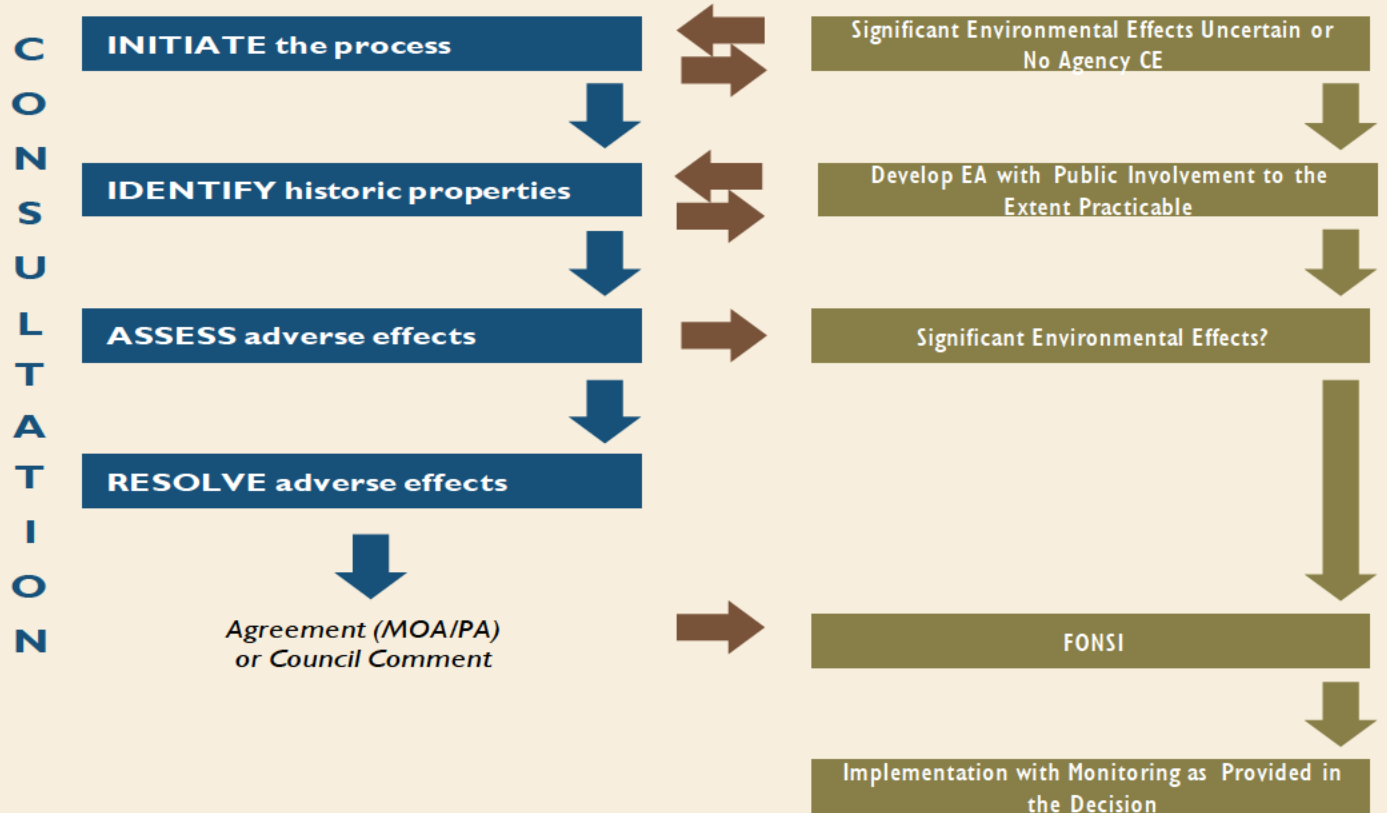 CONSULTATION
INITIATE the process
Significant Environmental Effects Uncertain or
No Agency CE
IDENTIFY historic properties
Develop EA with Public Involvement to the
Extent Practicable
ASSESS adverse effects
Significant Environmental Effects?
RESOLVE adverse effects
Agreement (MOA/PA)
or Council Comment
FONSI
Implementation with Monitoring as Provided in
the Decision